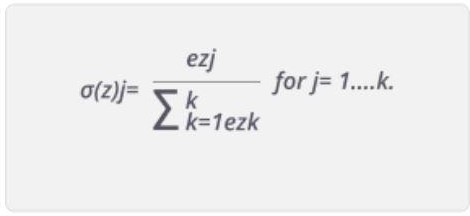 ezj
σ(z)j= ∑ k for j= 1....k.
k=1ezk